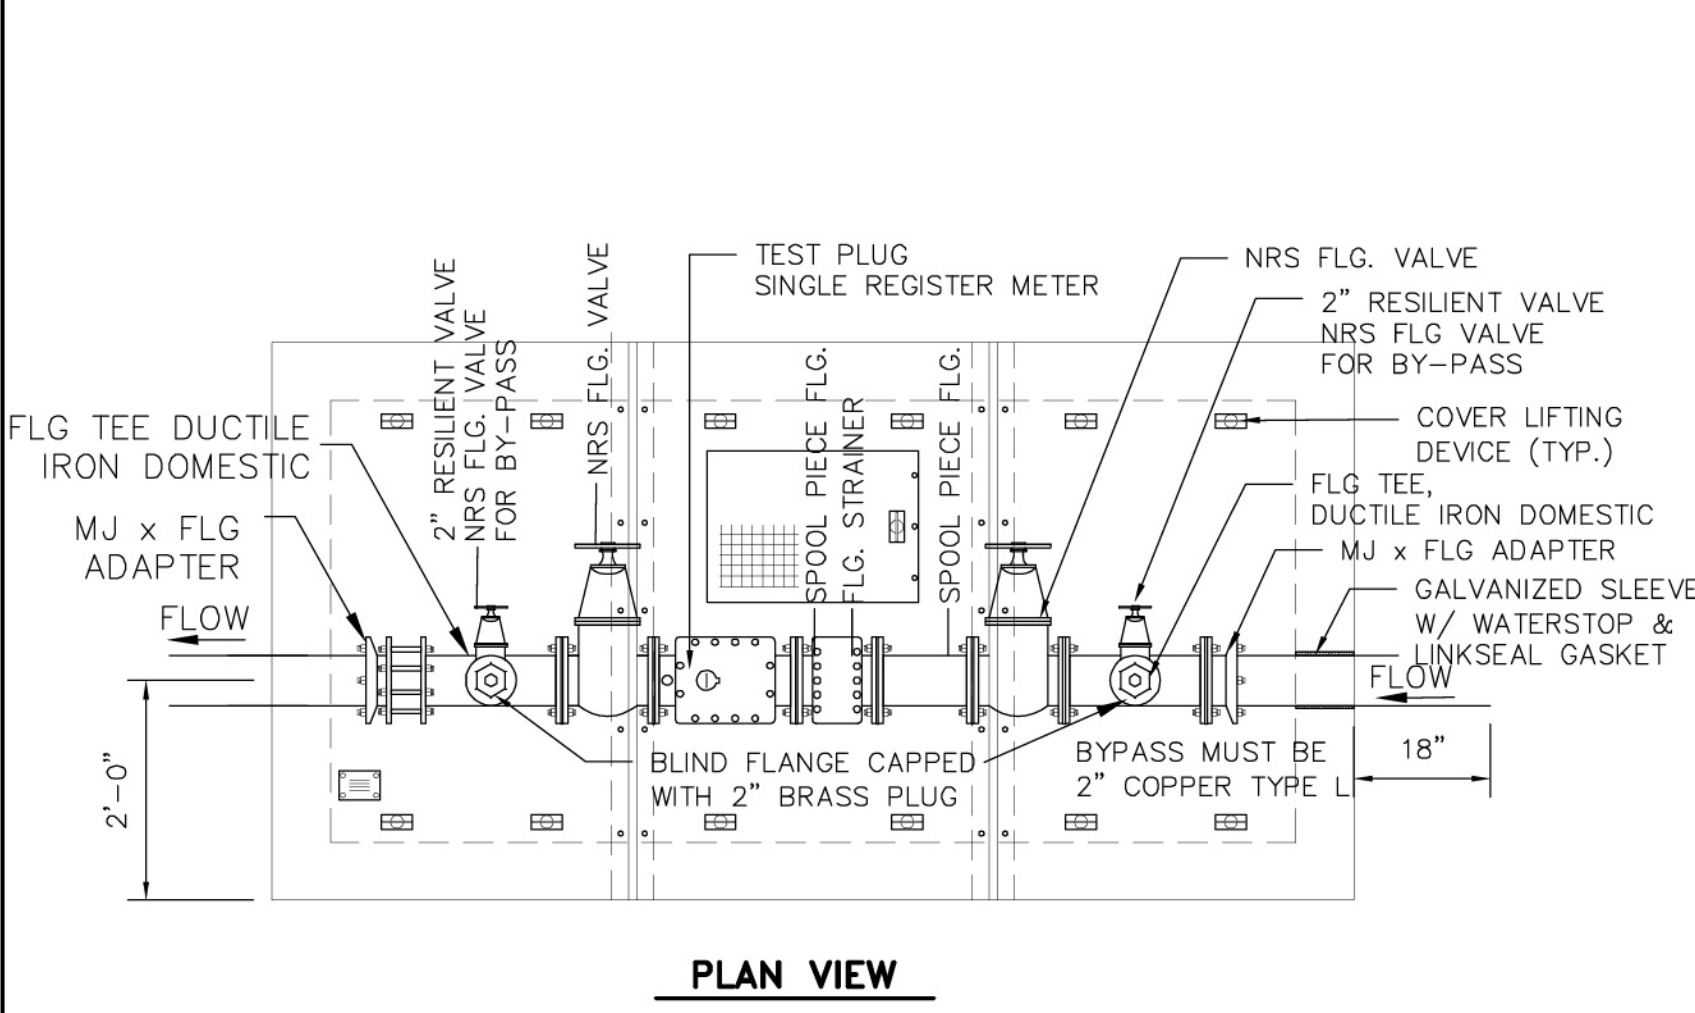 TEST PLUG
SINGLE REGISTER METER
NRS FLG. VALVE
2” RESILIENT VALVE
NRS FLG VALVE
FOR BY-PASS
COVER LIFTING
DEVICE (TYP.)
FLG TEE,
DUCTILE IRON DOMESTIC
MJ x FLG ADAPTER
GALVANIZED SLEEVE
W/ WATERSTOP &
LINKSEAL GASKET
FLOW
18”
FLG TEE DUCTILE
IRON DOMESTIC
MJ x FLG
ADAPTER
FLOW
2'-0"
2” RESILIENT VALVE
NRS FLG. VALVE
FOR BY-PASS
NRS FLG. VALVE
SPOOL PIECE FLG.
FLG. STRAINER
SPOOL PIECE FLG.
BLIND FLANGE CAPPED
WITH 2” BRASS PLUG
BYPASS MUST BE
2” COPPER TYPE L
PLAN VIEW